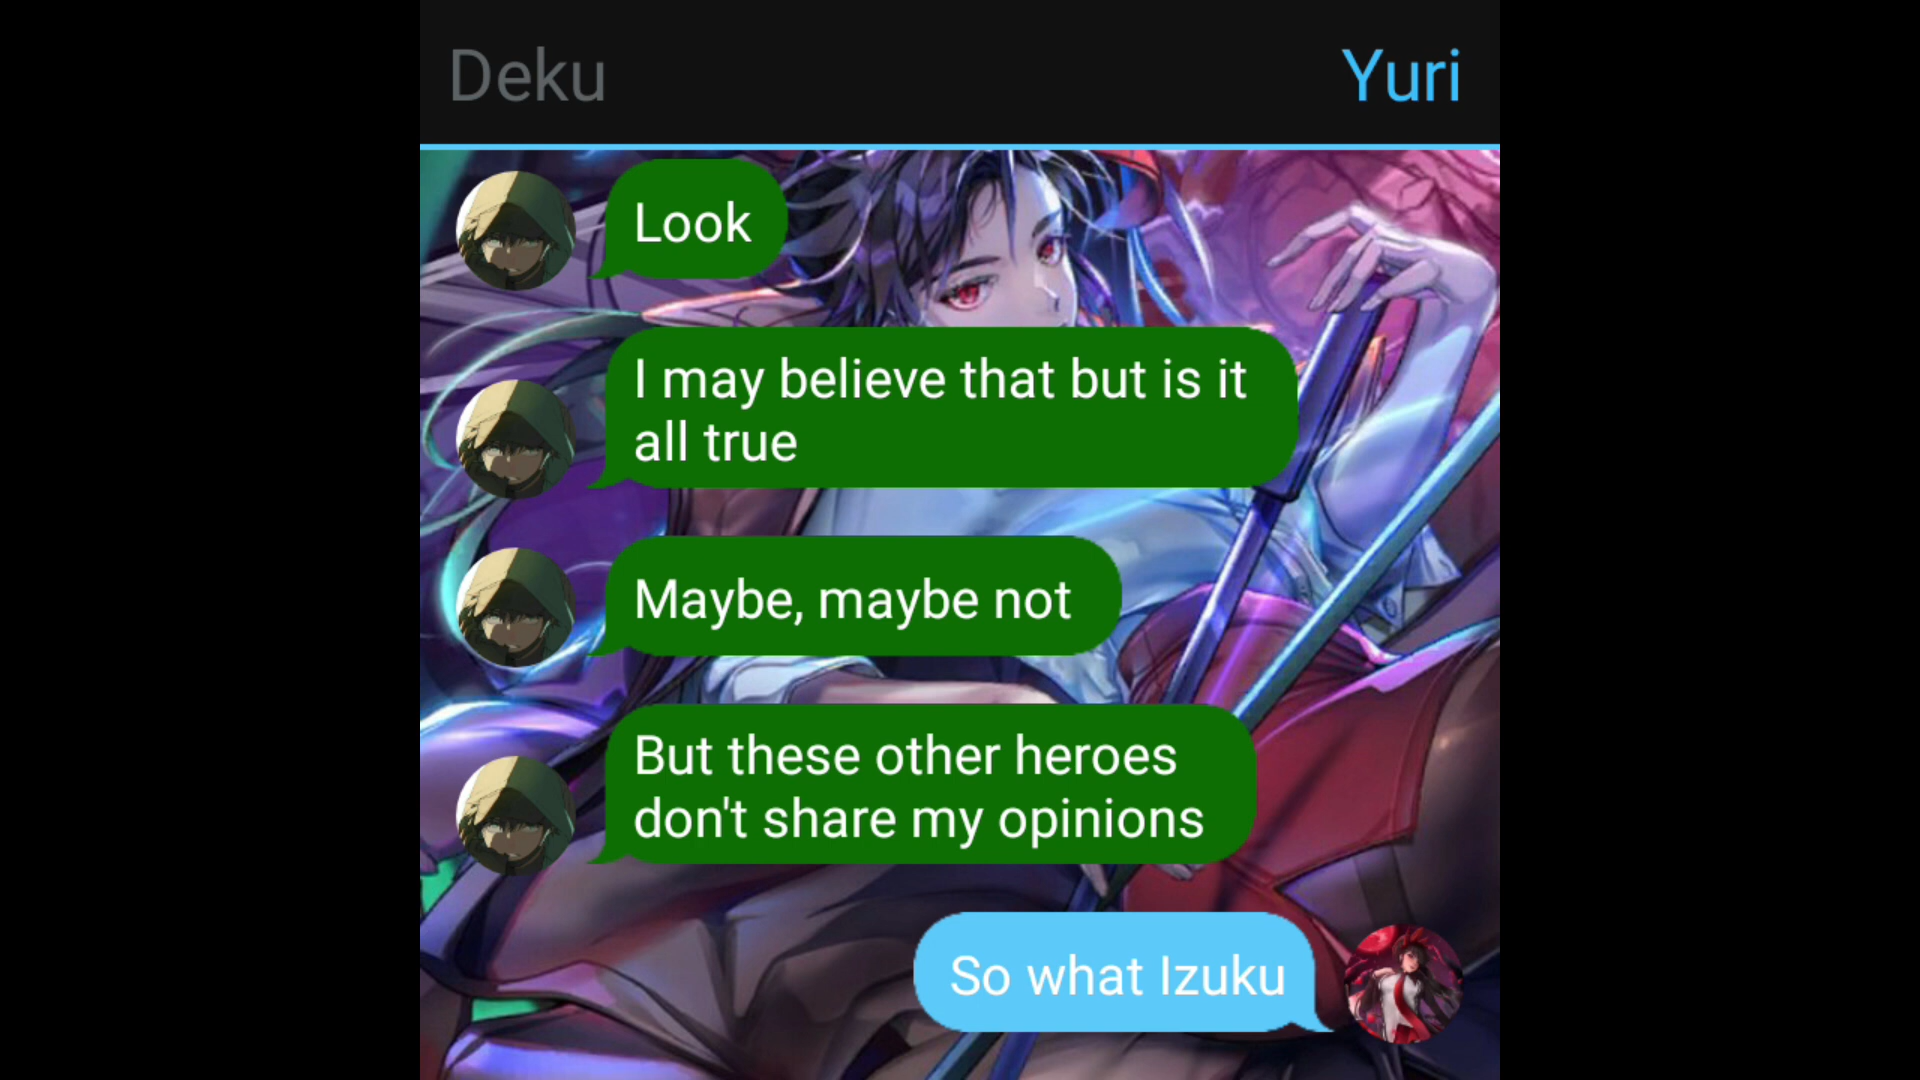 Deku
Yuri
Look
I may believe that but is it
all true
Maybe, maybe not
But these other heroes
don't share my opinions
So what Izuku